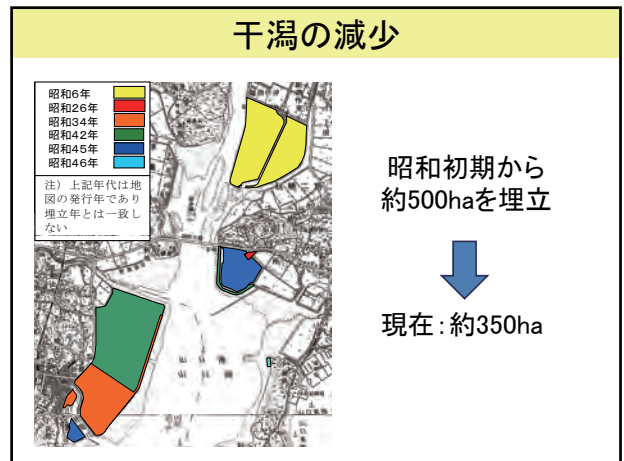 干潟の減少
昭和6年
昭和26年
昭和34年
昭和42年
昭和45年
昭和46年
注）上記年代は地
図の発行年であり
埋立年とは一致し
ない
昭和初期から
約500haを埋立
現在：約350ha